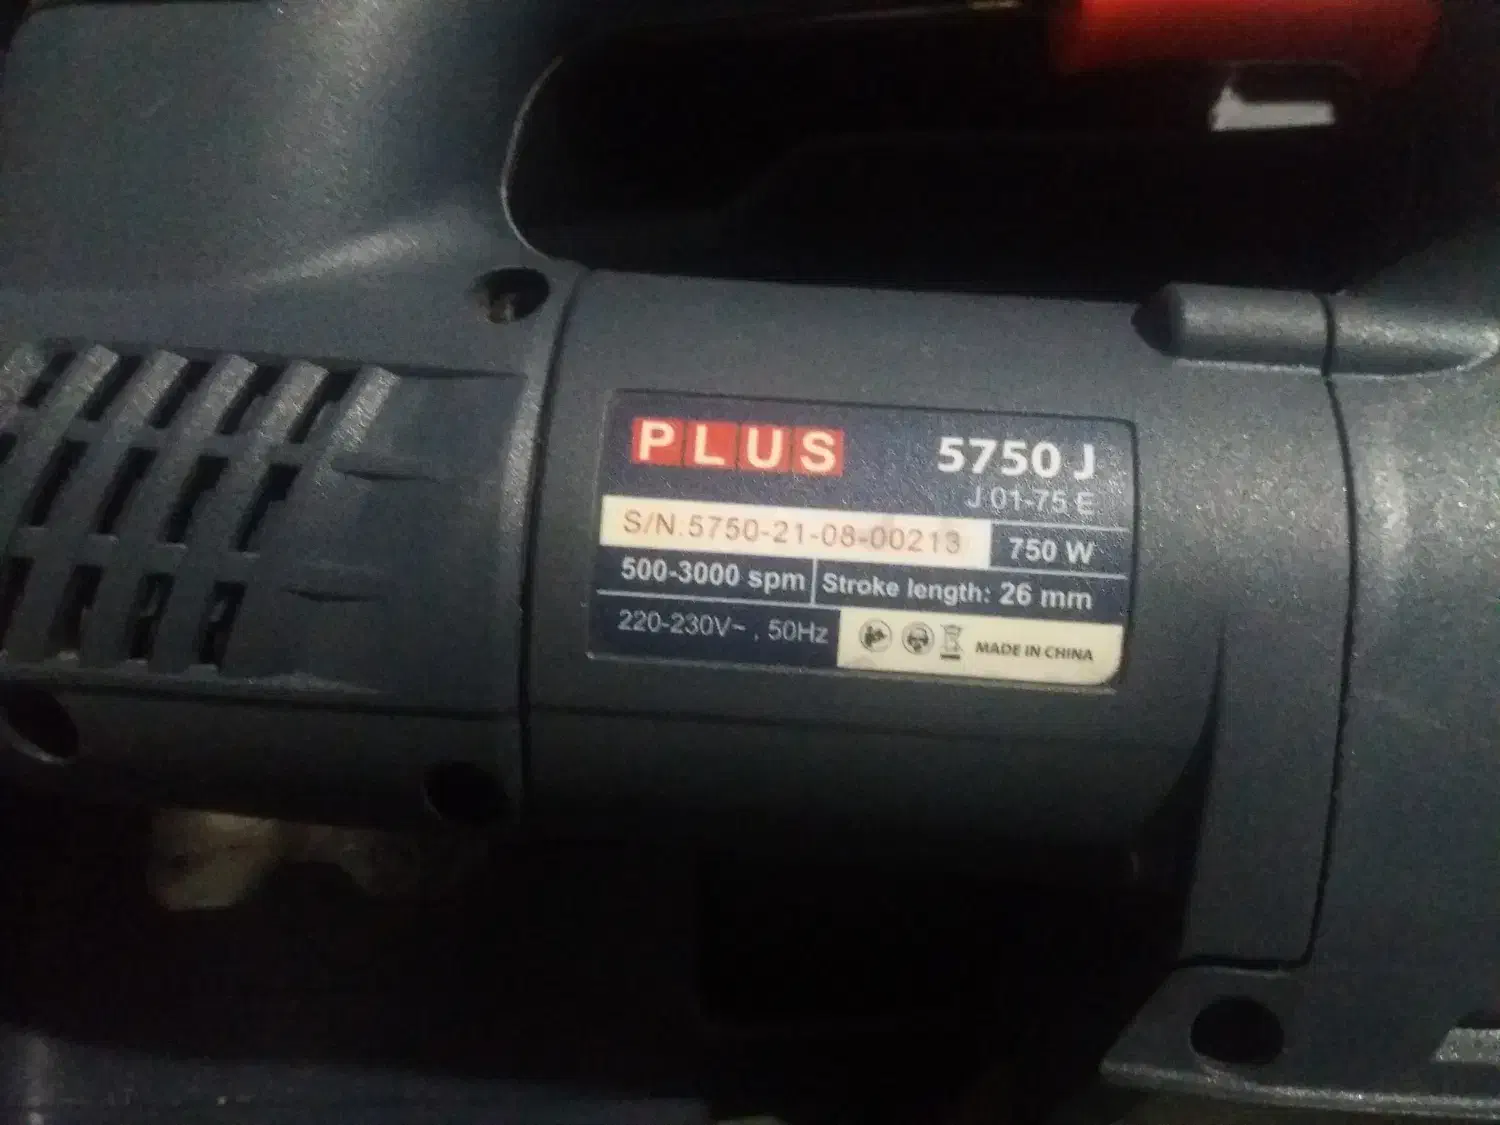 PLUS 5750 J
J 01-75 E
S/N.5750-21-08-00213 750 W
500-3000 spm Stroke length: 26 mm
220-230V~ , 50Hz MADE IN CHINA